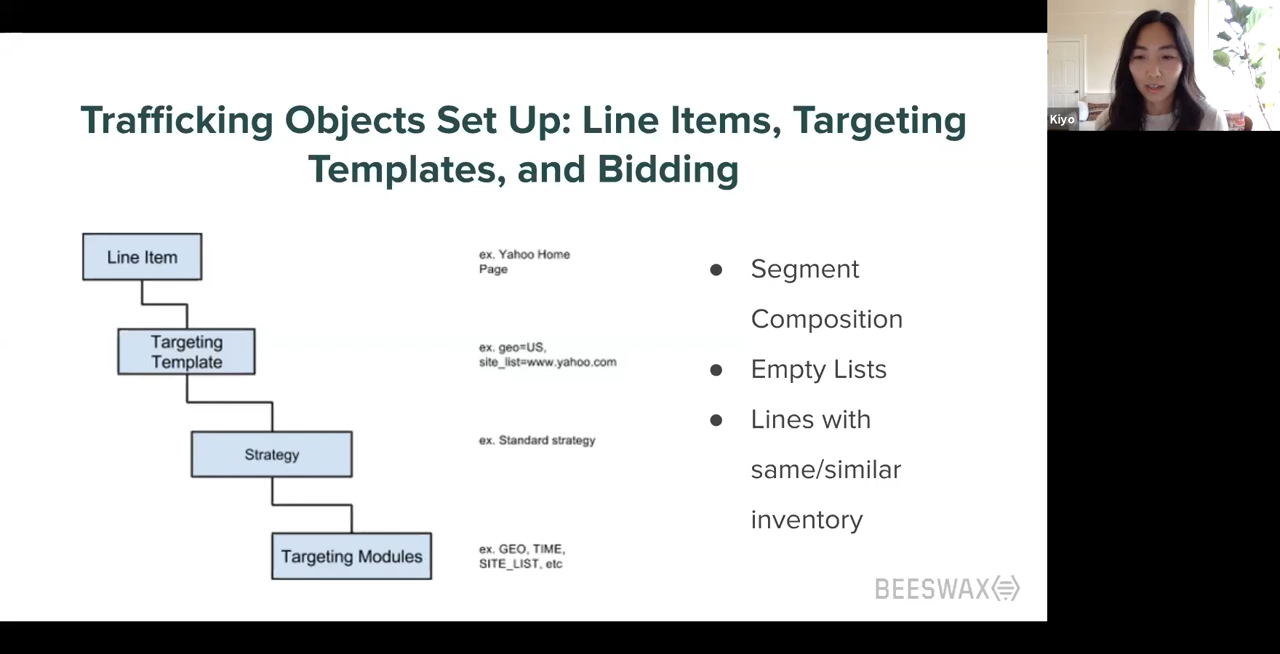 Trafficking Objects Set Up: Line Items, Targeting
Templates, and Bidding
Line Item
ex. Yahoo Home
Page
Targeting
Template
ex. geo=US,
site_list=www.yahoo.com
Strategy
ex. Standard strategy
Targeting Modules
ex. GEO, TIME,
SITE_LIST, etc
● Segment
Composition
● Empty Lists
● Lines with
same/similar
inventory
BEESWAX
Kiyo